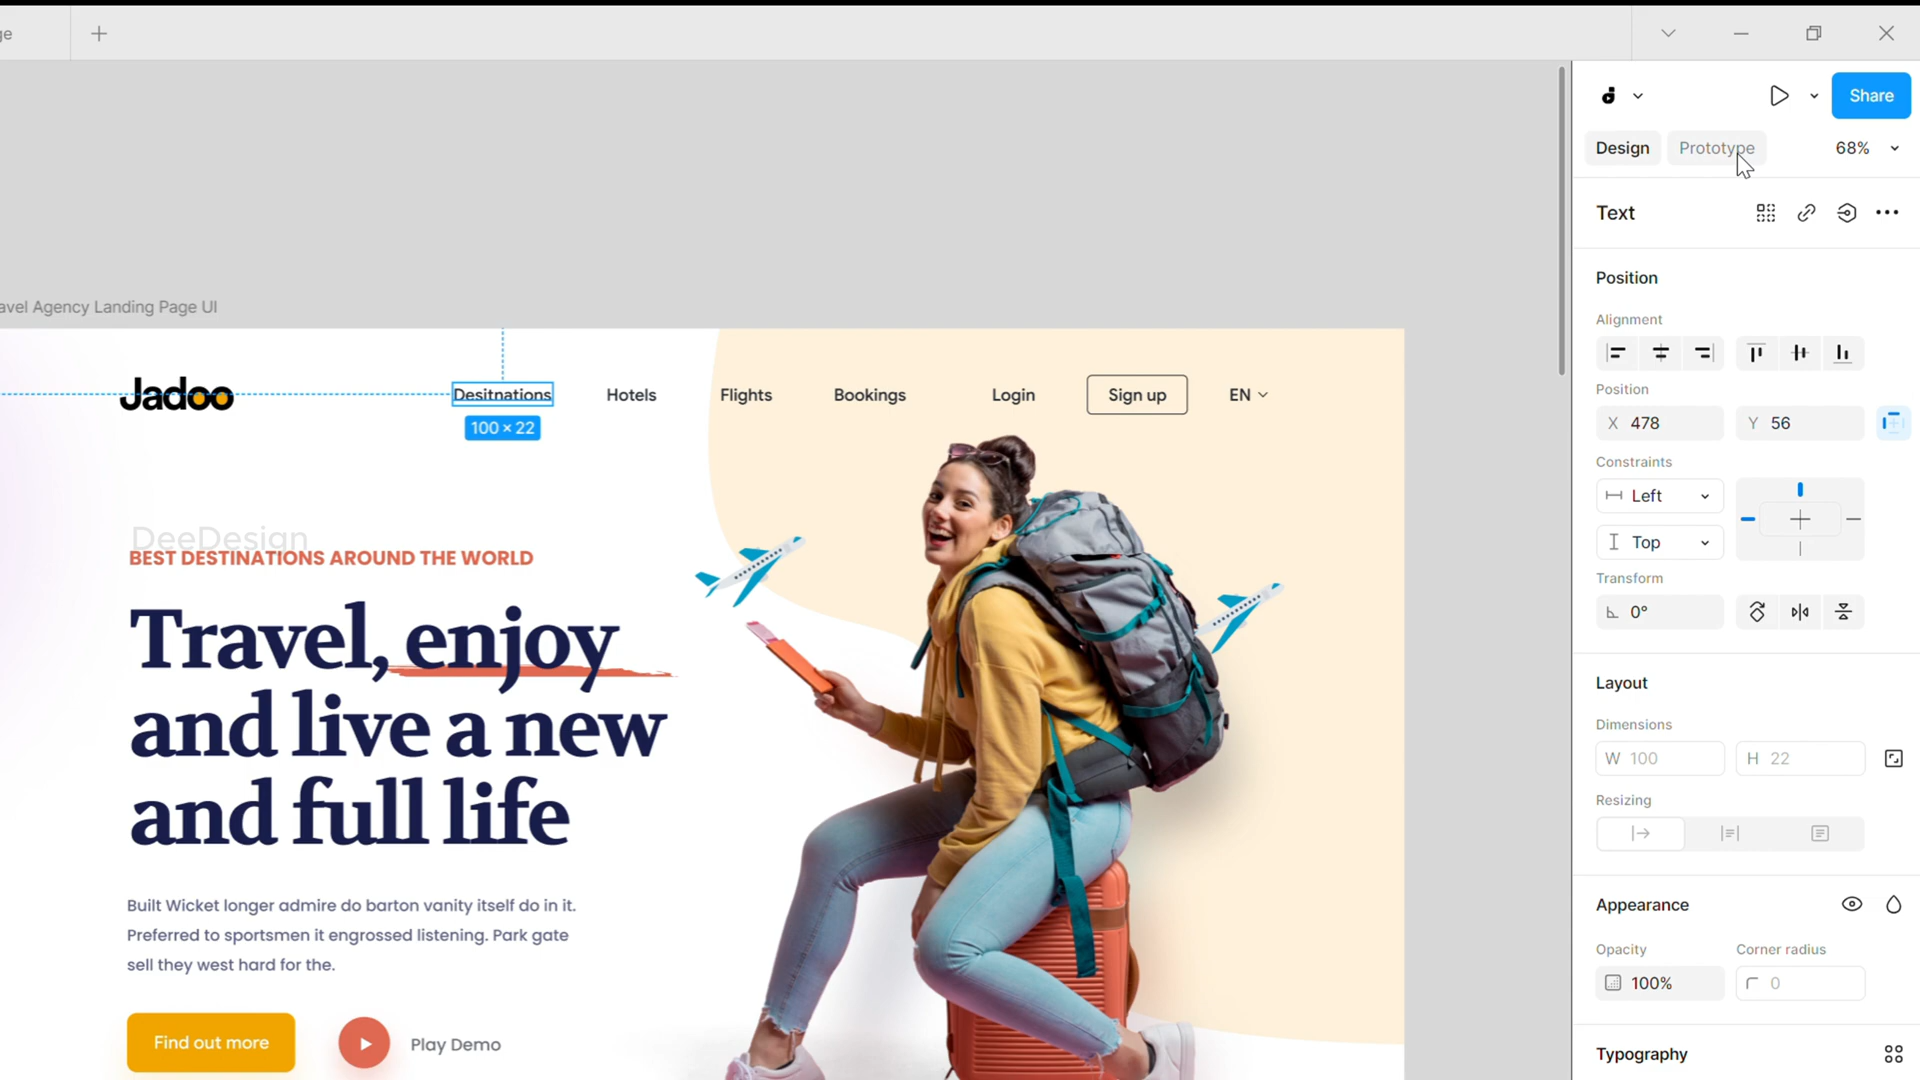 ge
Share
Design Prototype 68%
Text
Position
Alignment
Position
X 478 Y 56
Constraints
Left
Top
Transform
0°
Layout
Dimensions
W 100 H 22
Resizing
Appearance
Opacity Corner radius
100% 0
Typography
avel Agency Landing Page UI
Jadoo Desitnations Hotels Flights Bookings Login Sign up EN
100 × 22
DeeDesign
BEST DESTINATIONS AROUND THE WORLD
Travel, enjoy
and live a new
and full life
Built Wicket longer admire do barton vanity itself do in it.
Preferred to sportsmen it engrossed listening. Park gate
sell they west hard for the.
Find out more Play Demo